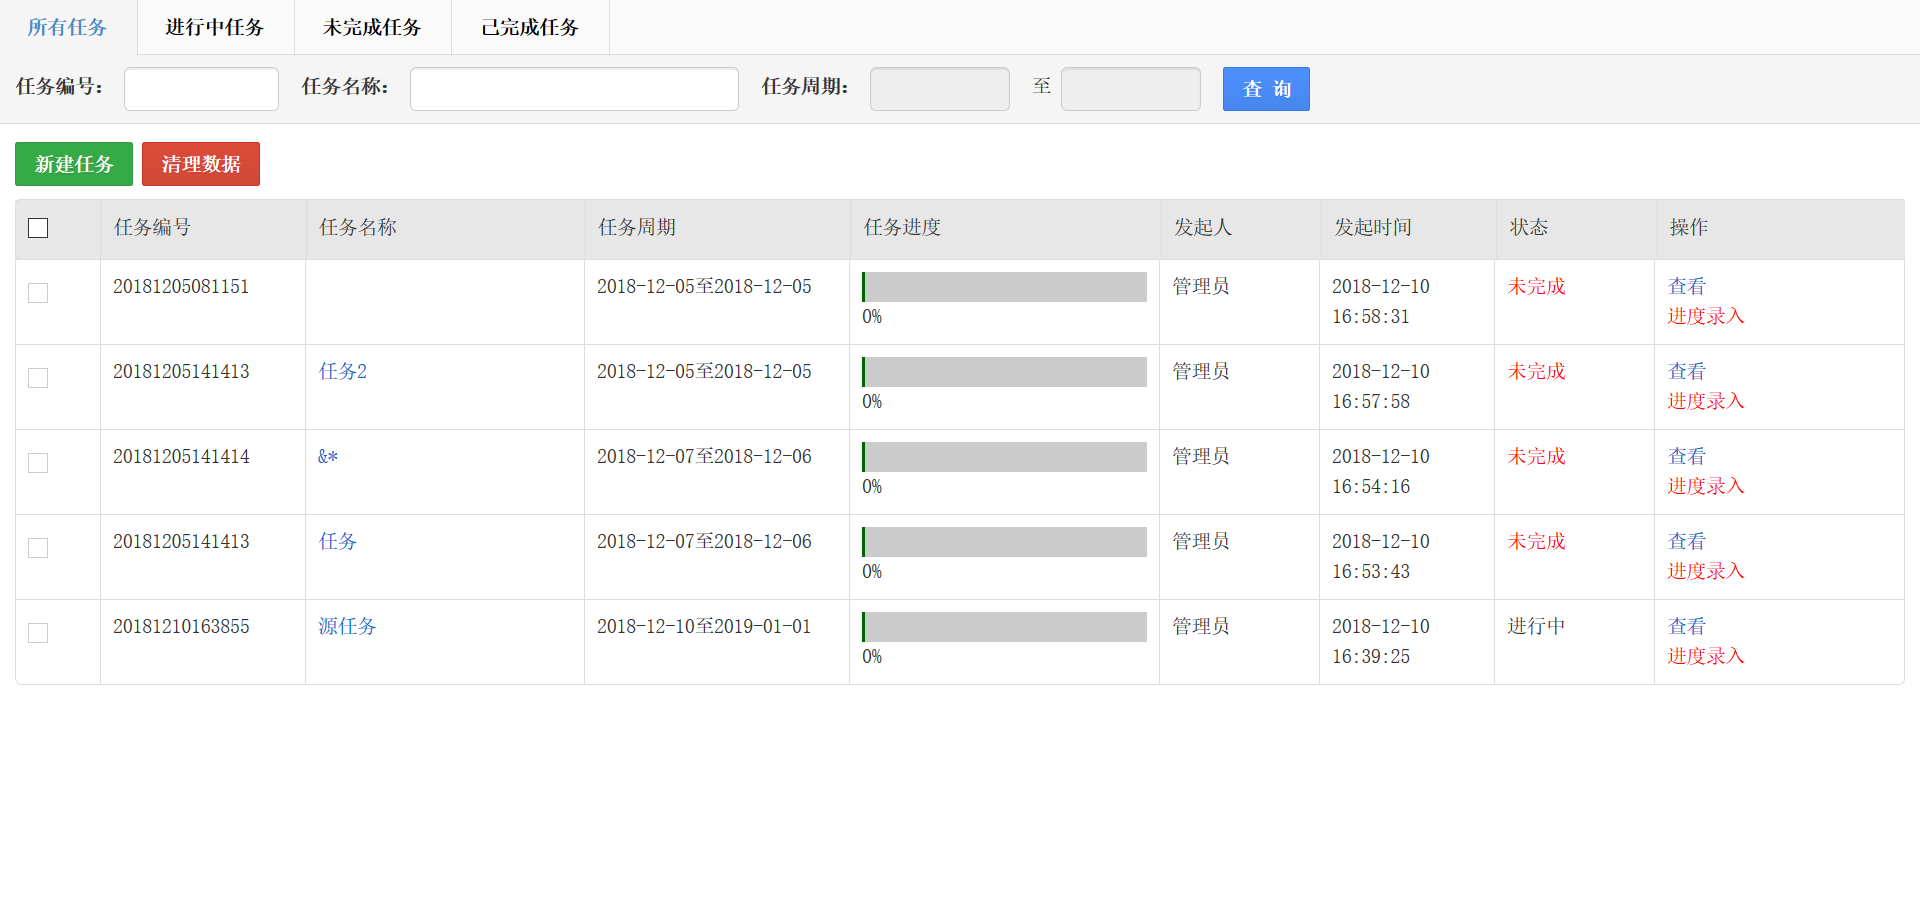 所有任务 进行中任务 未完成任务 己完成任务
任务编号： 任务名称： 任务周期： 至 查 询
新建任务 清理数据
任务编号 任务名称 任务周期 任务进度 发起人 发起时间 状态 操作
20181205081151 2018-12-05至2018-12-05 管理员 2018-12-10 未完成 查看
0% 16:58:31 进度录入
20181205141413 任务2 2018-12-05至2018-12-05 管理员 2018-12-10 未完成 查看
0% 16:57:58 进度录入
20181205141414 &* 2018-12-07至2018-12-06 管理员 2018-12-10 未完成 查看
0% 16:54:16 进度录入
20181205141413 任务 2018-12-07至2018-12-06 管理员 2018-12-10 未完成 查看
0% 16:53:43 进度录入
20181210163855 源任务 2018-12-10至2019-01-01 管理员 2018-12-10 进行中 查看
0% 16:39:25 进度录入